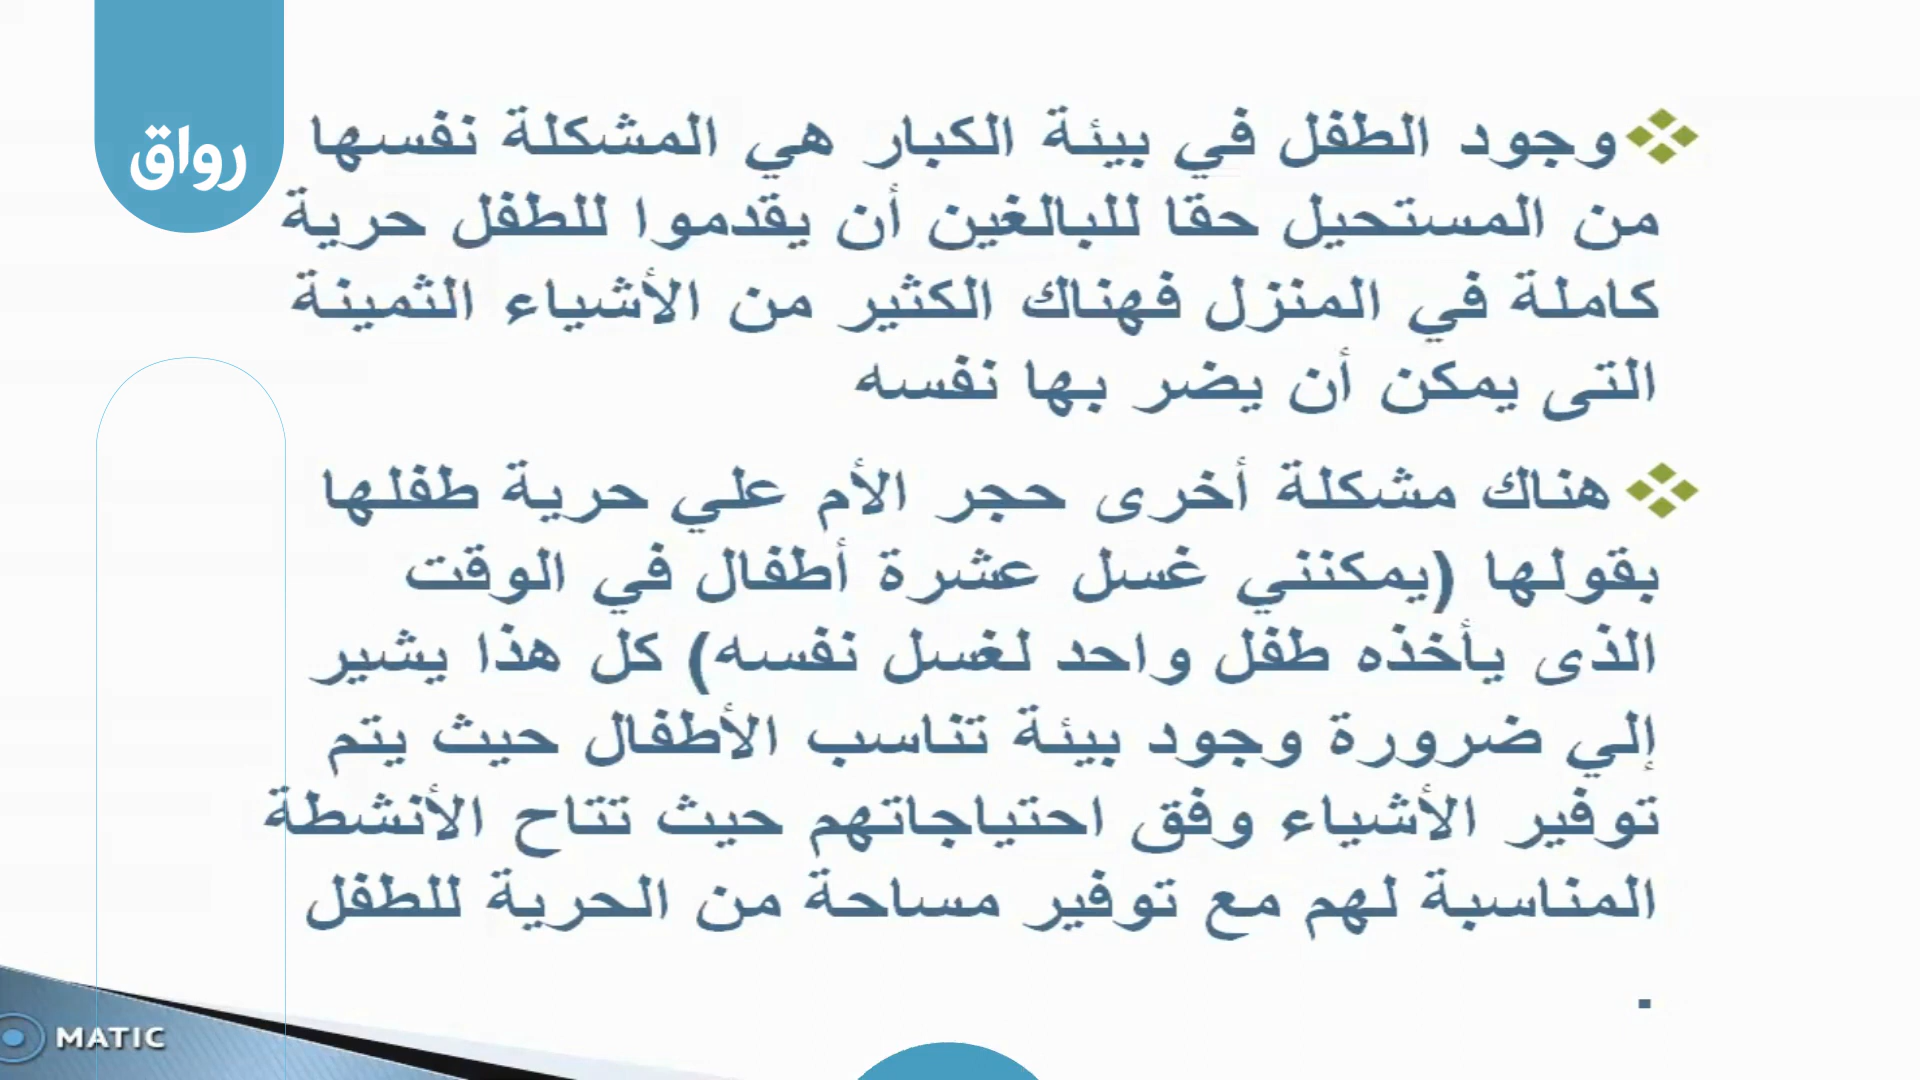 رواق
وجود الطفل في بيئة الكبار هي المشكلة نفسها
من المستحيل حقا للبالغين أن يقدموا للطفل حرية
كاملة في المنزل فهناك الكثير من الأشياء الثمينة
التى يمكن أن يضر بها نفسه
هناك مشكلة أخرى حجر الأم علي حرية طفلها
بقولها (يمكنني غسل عشرة أطفال في الوقت
الذى يأخذه طفل واحد لغسل نفسه) كل هذا يشير
إلي ضرورة وجود بيئة تناسب الأطفال حيث يتم
توفير الأشياء وفق احتياجاتهم حيث تتاح الأنشطة
المناسبة لهم مع توفير مساحة من الحرية للطفل
.
MATIC